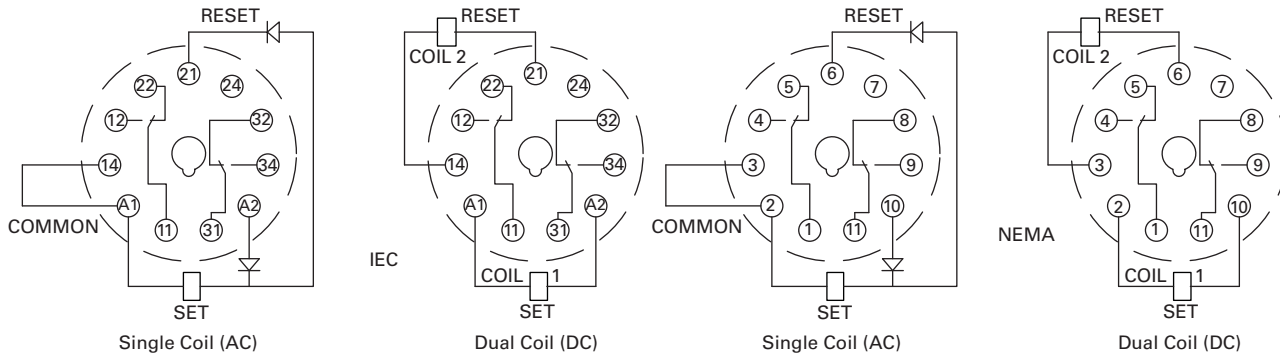 RESET
21
22
24
12
32
14
34
A1
A2
COMMON
11
31
SET
Single Coil (AC)
RESET
COIL 2
21
22
24
12
32
14
34
A1
A2
11
31
IEC
COIL 1
SET
Dual Coil (DC)
RESET
6
5
7
4
8
3
9
2
10
COMMON
1
11
SET
Single Coil (AC)
RESET
COIL 2
6
5
7
4
8
3
9
2
10
1
11
NEMA
COIL 1
SET
Dual Coil (DC)